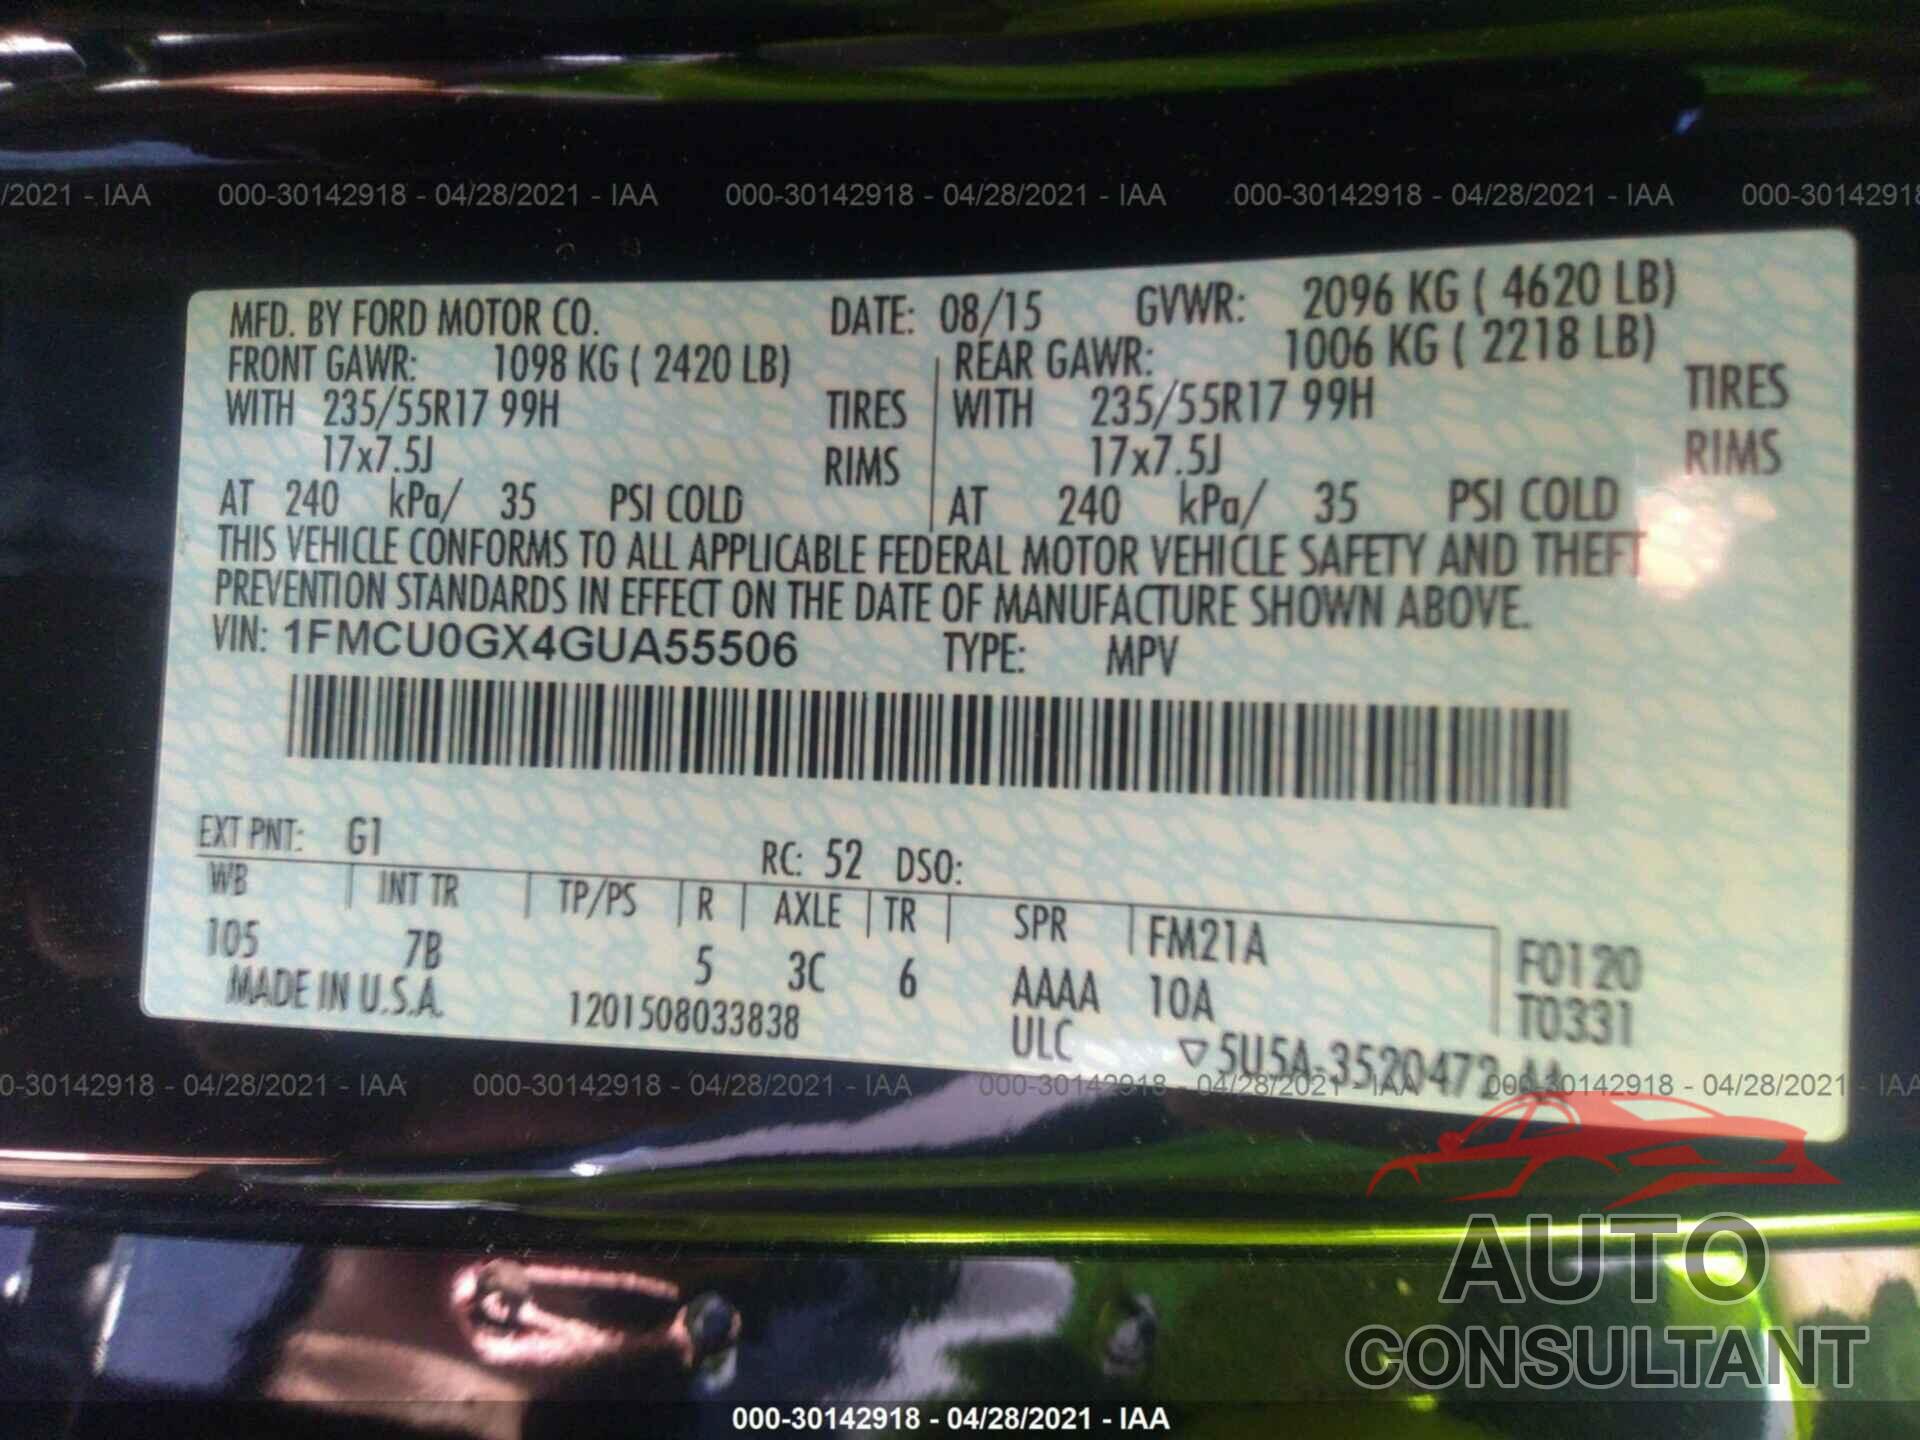 /2021 - IAA 000-30142918 - 04/28/2021 - IAA 000-30142918 - 04/28/2021 - IAA 000-30142918 - 04/28/2021 - IAA 000-30142918
MFD. BY FORD MOTOR CO. DATE: 08/15 GVWR: 2096 KG ( 4620 LB)
FRONT GAWR: 1098 KG ( 2420 LB) REAR GAWR: 1006 KG ( 2218 LB)
WITH 235/55R17 99H TIRES WITH 235/55R17 99H TIRES
17x7.5J RIMS 17x7.5J RIMS
AT 240 kPa/ 35 PSI COLD AT 240 kPa/ 35 PSI COLD
THIS VEHICLE CONFORMS TO ALL APPLICABLE FEDERAL MOTOR VEHICLE SAFETY AND THEFT
PREVENTION STANDARDS IN EFFECT ON THE DATE OF MANUFACTURE SHOWN ABOVE.
VIN: 1FMCU0GX4GUA55506 TYPE: MPV
EXT PNT: G1 RC: 52 DSO:
WB INT TR TP/PS R AXLE TR SPR FM21A F0120
105 7B 5 3C 6 AAAA 10A T0331
MADE IN U.S.A. 1201508033838 ULC ▽5U5A-3520472-AA
0-30142918 - 04/28/2021 - IAA 000-30142918 - 04/28/2021 - IAA 000-30142918 - 04/28/2021 - IAA 000-30142918 - 04/28/2021 - IAA
AUTO
CONSULTANT
000-30142918 - 04/28/2021 - IAA